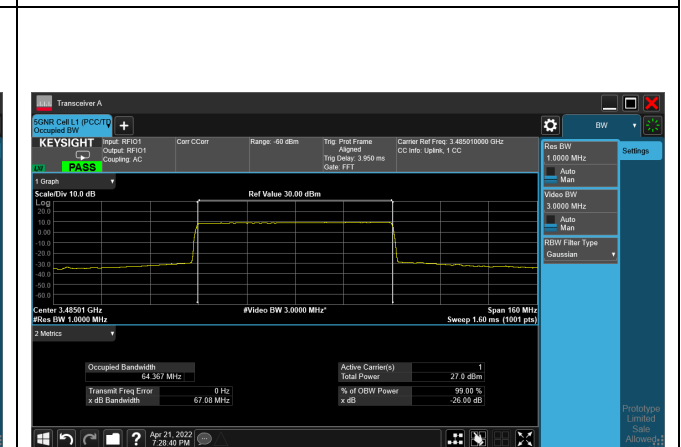 Transceiver A
5GNR Cell L1 (PCC/TD
Occupied BW
+
BW
KEYSIGHT
Input: RFIO1
Output: RFIO1
Coupling: AC
Corr CCorr
Range: -60 dBm
Trig: Prot Frame
Aligned
Trig Delay: 3.950 ms
Gate: FFT
Carrier Ref Freq: 3.485010000 GHz
CC Info: Uplink, 1 CC
PASS
Res BW
1.0000 MHz
Auto
Man
Settings
Video BW
3.0000 MHz
Auto
Man
RBW Filter Type
Gaussian
1 Graph
Scale/Div 10.0 dB
Ref Value 30.00 dBm
Log
20.0
10.0
0.00
-10.0
-20.0
-30.0
-40.0
-50.0
-60.0
Center 3.48501 GHz
#Video BW 3.0000 MHz*
Span 160 MHz
#Res BW 1.0000 MHz
Sweep 1.60 ms (1001 pts)
2 Metrics
Occupied Bandwidth
64.367 MHz
Active Carrier(s) 1
Total Power 27.0 dBm
Transmit Freq Error 0 Hz
x dB Bandwidth 67.08 MHz
% of OBW Power 99.00 %
x dB -26.00 dB
Prototype
Limited
Sale
Allowed
Apr 21, 2022
7:28:40 PM